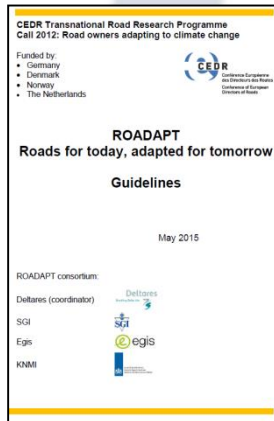 CEDR Transnational Road Research Programme
Call 2012: Road owners adapting to climate change
Funded by:
• Germany
• Denmark
• Norway
• The Netherlands
CEDR
Conférence Européenne
des Directeurs des Routes
Conference of European
Directors of Roads
ROADAPT
Roads for today, adapted for tomorrow
Guidelines
May 2015
ROADAPT consortium:
Deltares (coordinator)
Deltares
SGI
SGI
Egis
egis
KNMI